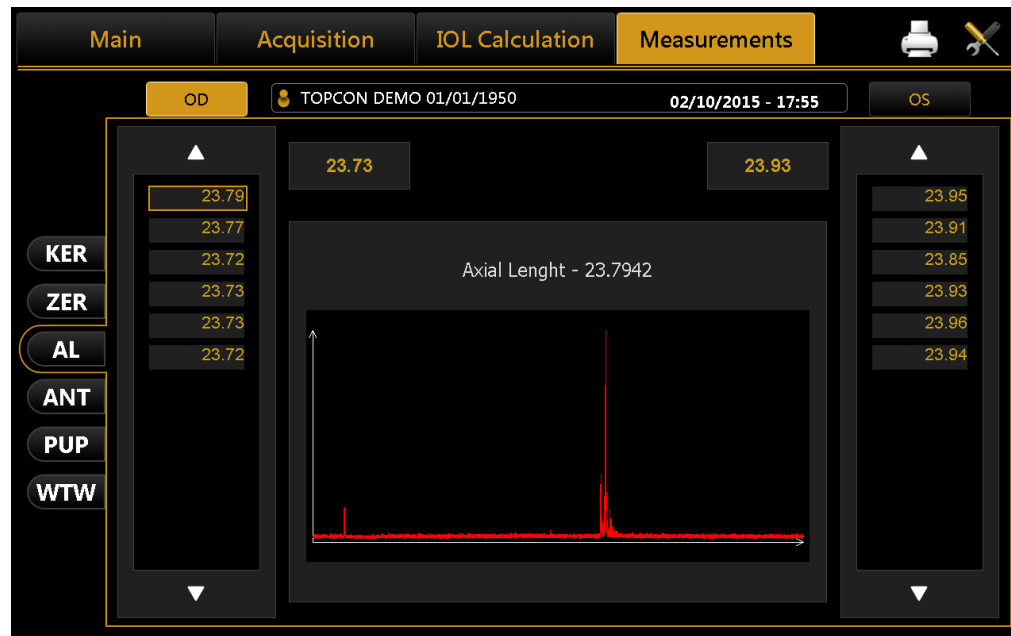 Main Acquisition IOL Calculation Measurements
OD TOPCON DEMO 01/01/1950 02/10/2015 - 17:55 OS
23.73 23.93
23.79
23.77
23.72
23.73
23.73
23.72
KER
ZER
AL
ANT
PUP
WTW
Axial Lenght - 23.7942
23.95
23.91
23.85
23.93
23.96
23.94